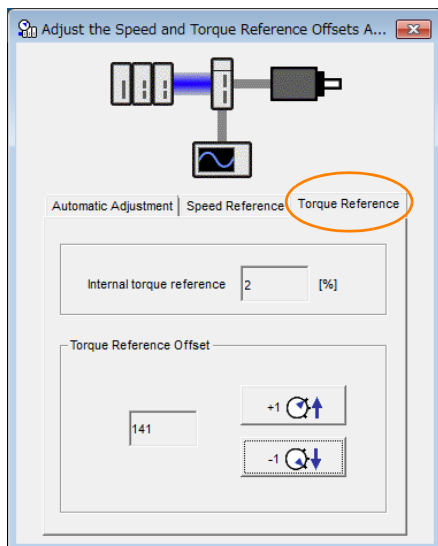 Adjust the Speed and Torque Reference Offsets A...
Automatic Adjustment Speed Reference Torque Reference
Internal torque reference 2 [%]
Torque Reference Offset
+1
141
-1